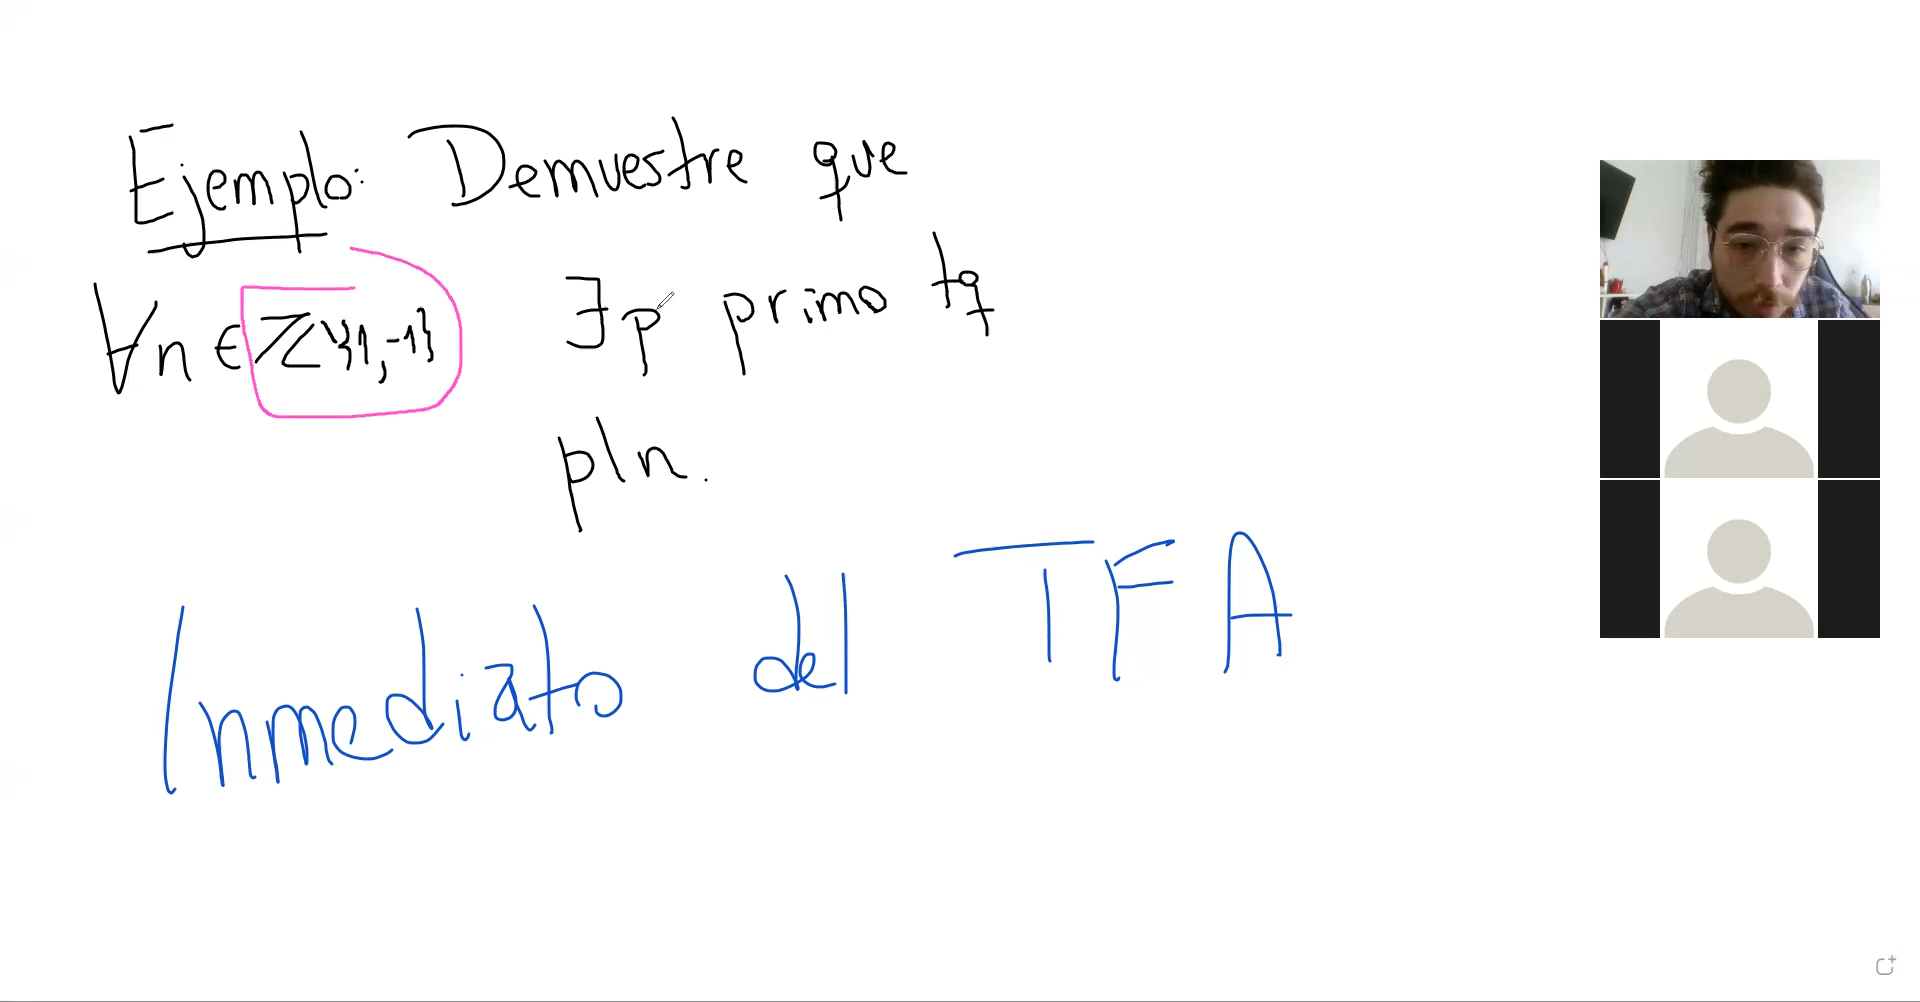 Ejemplo: Demuestre que
∀n ∈ ℤ\{1,-1} ∃p primo tq
p|n.
Inmediato del TFA